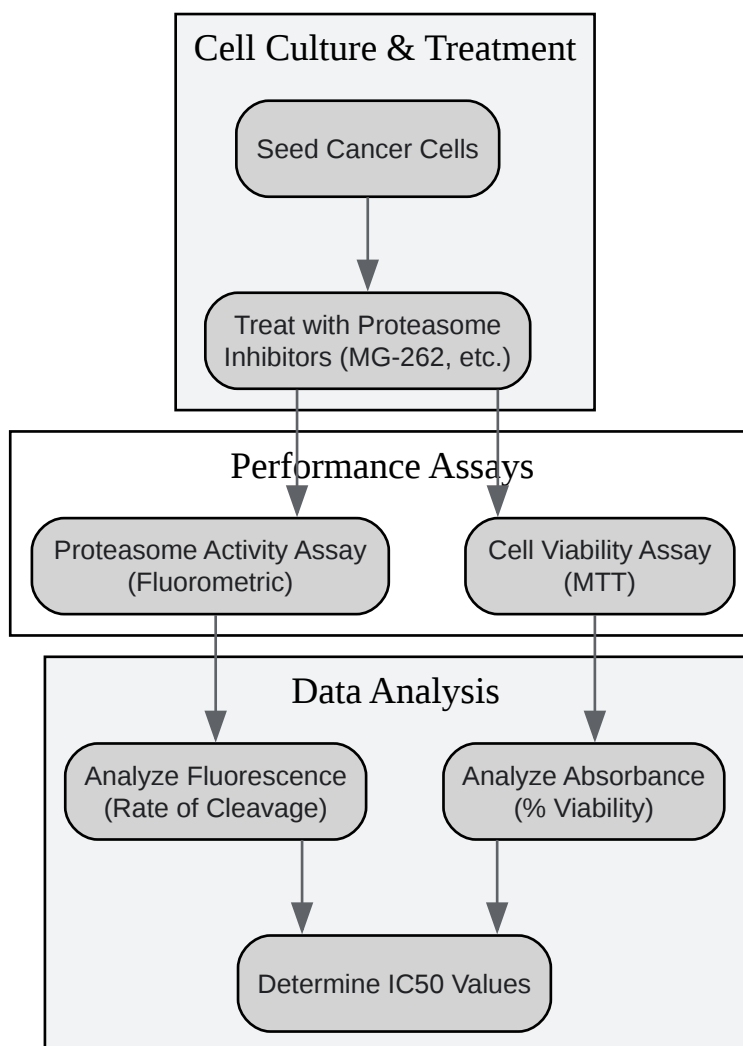 Cell Culture & Treatment
Seed Cancer Cells
Treat with Proteasome
Inhibitors (MG-262, etc.)
Performance Assays
Proteasome Activity Assay
(Fluorometric)
Cell Viability Assay
(MTT)
Data Analysis
Analyze Fluorescence
(Rate of Cleavage)
Analyze Absorbance
(% Viability)
Determine IC50 Values